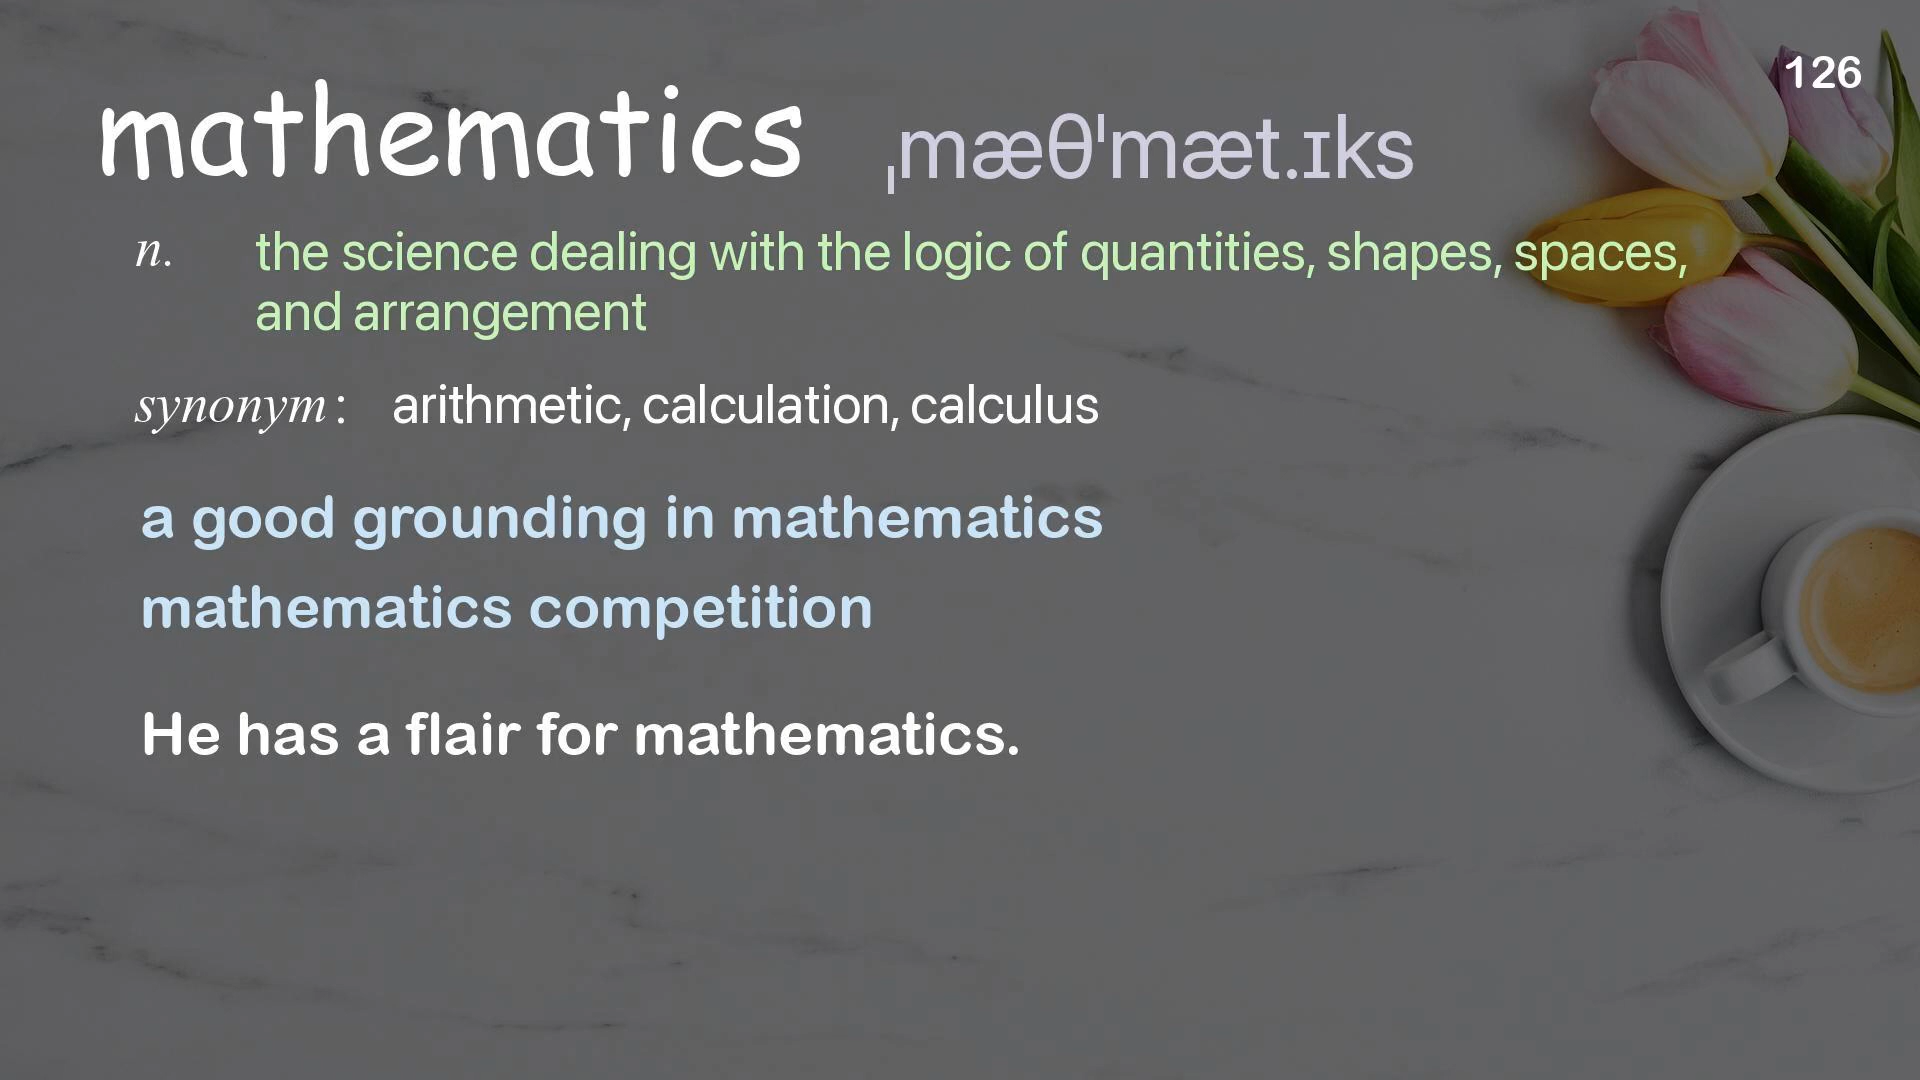 126
mathematics ˌmæθˈmæt.ɪks
n. the science dealing with the logic of quantities, shapes, spaces,
and arrangement
synonym: arithmetic, calculation, calculus
a good grounding in mathematics
mathematics competition
He has a flair for mathematics.